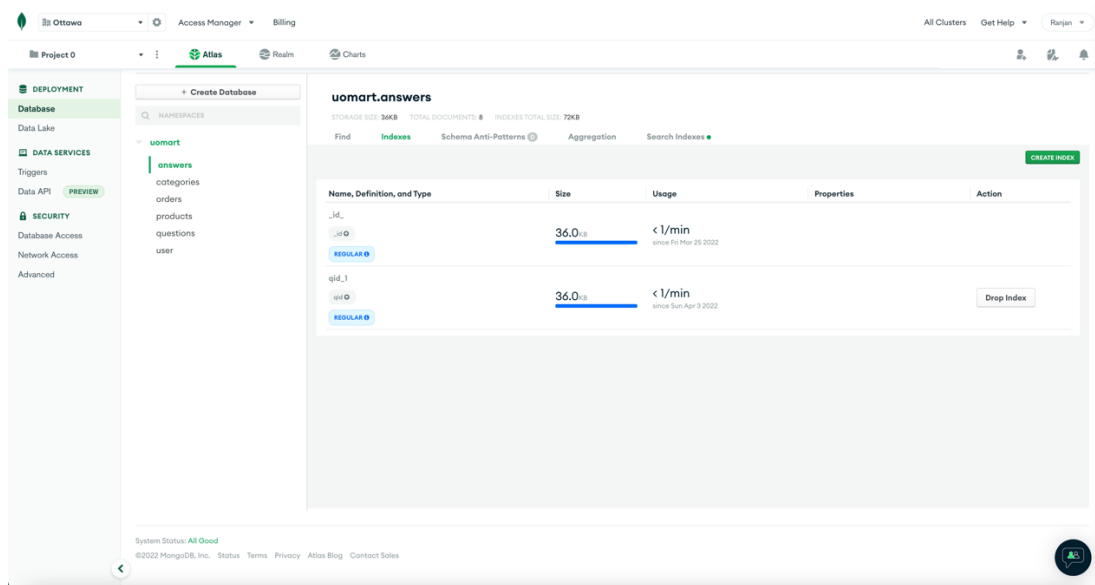 Ottawa Access Manager Billing All Clusters Get Help Ranjan
Project 0 Atlas Realm Charts
DEPLOYMENT
Database
Data Lake
DATA SERVICES
Triggers
Data API PREVIEW
SECURITY
Database Access
Network Access
Advanced
+ Create Database
NAMESPACES
uomart
answers
categories
orders
products
questions
user
uomart.answers
STORAGE SIZE: 36KB TOTAL DOCUMENTS: 8 INDEXES TOTAL SIZE: 72KB
Find Indexes Schema Anti-Patterns 0 Aggregation Search Indexes
CREATE INDEX
Name, Definition, and Type Size Usage Properties Action
_id_
_id
REGULAR
36.0KB
< 1/min
since Fri Mar 25 2022
qid_1
qid
REGULAR
36.0KB
< 1/min
since Sun Apr 3 2022
Drop Index
System Status: All Good
©2022 MongoDB, Inc. Status Terms Privacy Atlas Blog Contact Sales